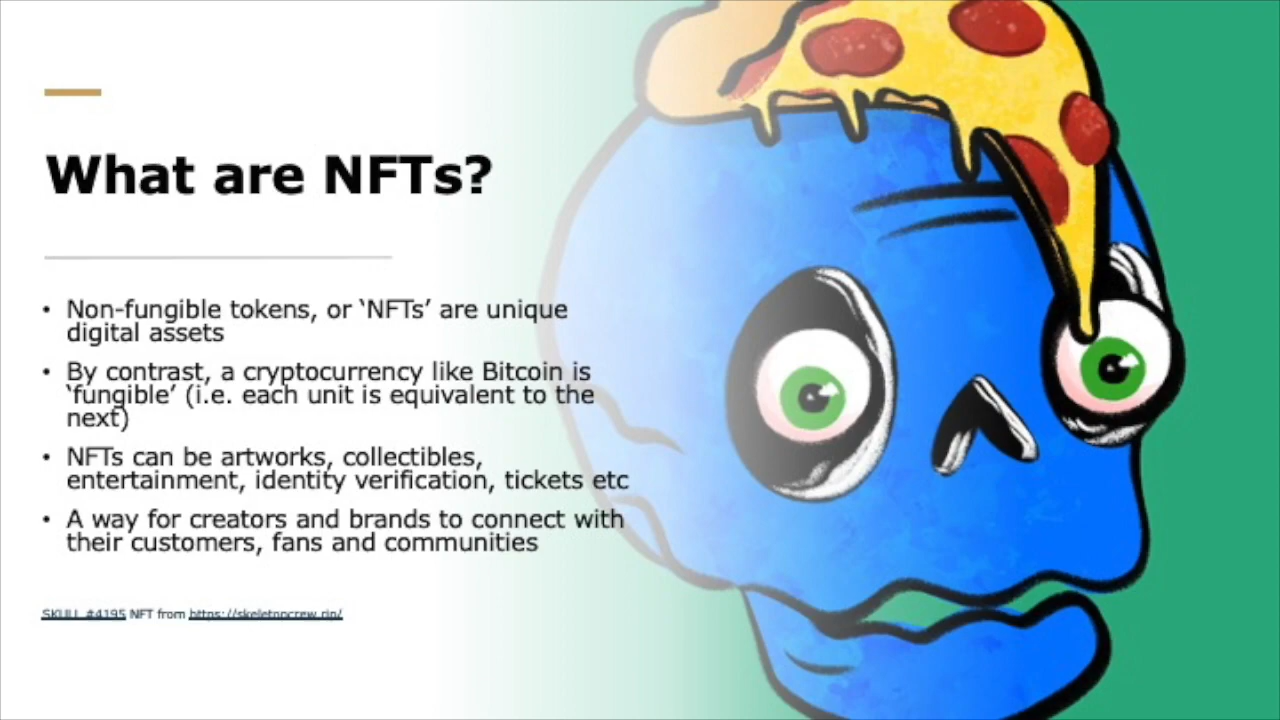 What are NFTs?
• Non-fungible tokens, or ‘NFTs’ are unique
digital assets
• By contrast, a cryptocurrency like Bitcoin is
‘fungible’ (i.e. each unit is equivalent to the
next)
• NFTs can be artworks, collectibles,
entertainment, identity verification, tickets etc
• A way for creators and brands to connect with
their customers, fans and communities
SKULL #4195 NFT from https://skeletoncrew.rip/